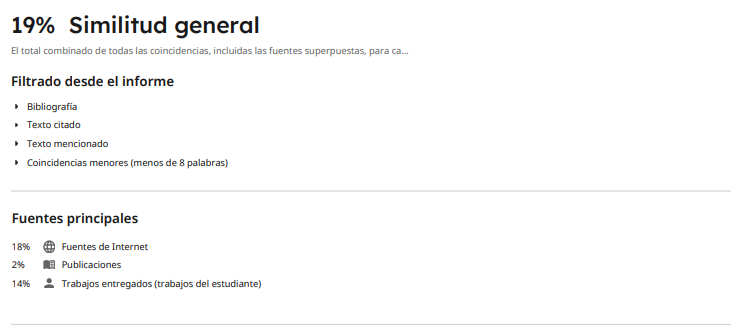 19% Similitud general
El total combinado de todas las coincidencias, incluidas las fuentes superpuestas, para ca...
Filtrado desde el informe
Bibliografía
Texto citado
Texto mencionado
Coincidencias menores (menos de 8 palabras)
Fuentes principales
18% Fuentes de Internet
2% Publicaciones
14% Trabajos entregados (trabajos del estudiante)